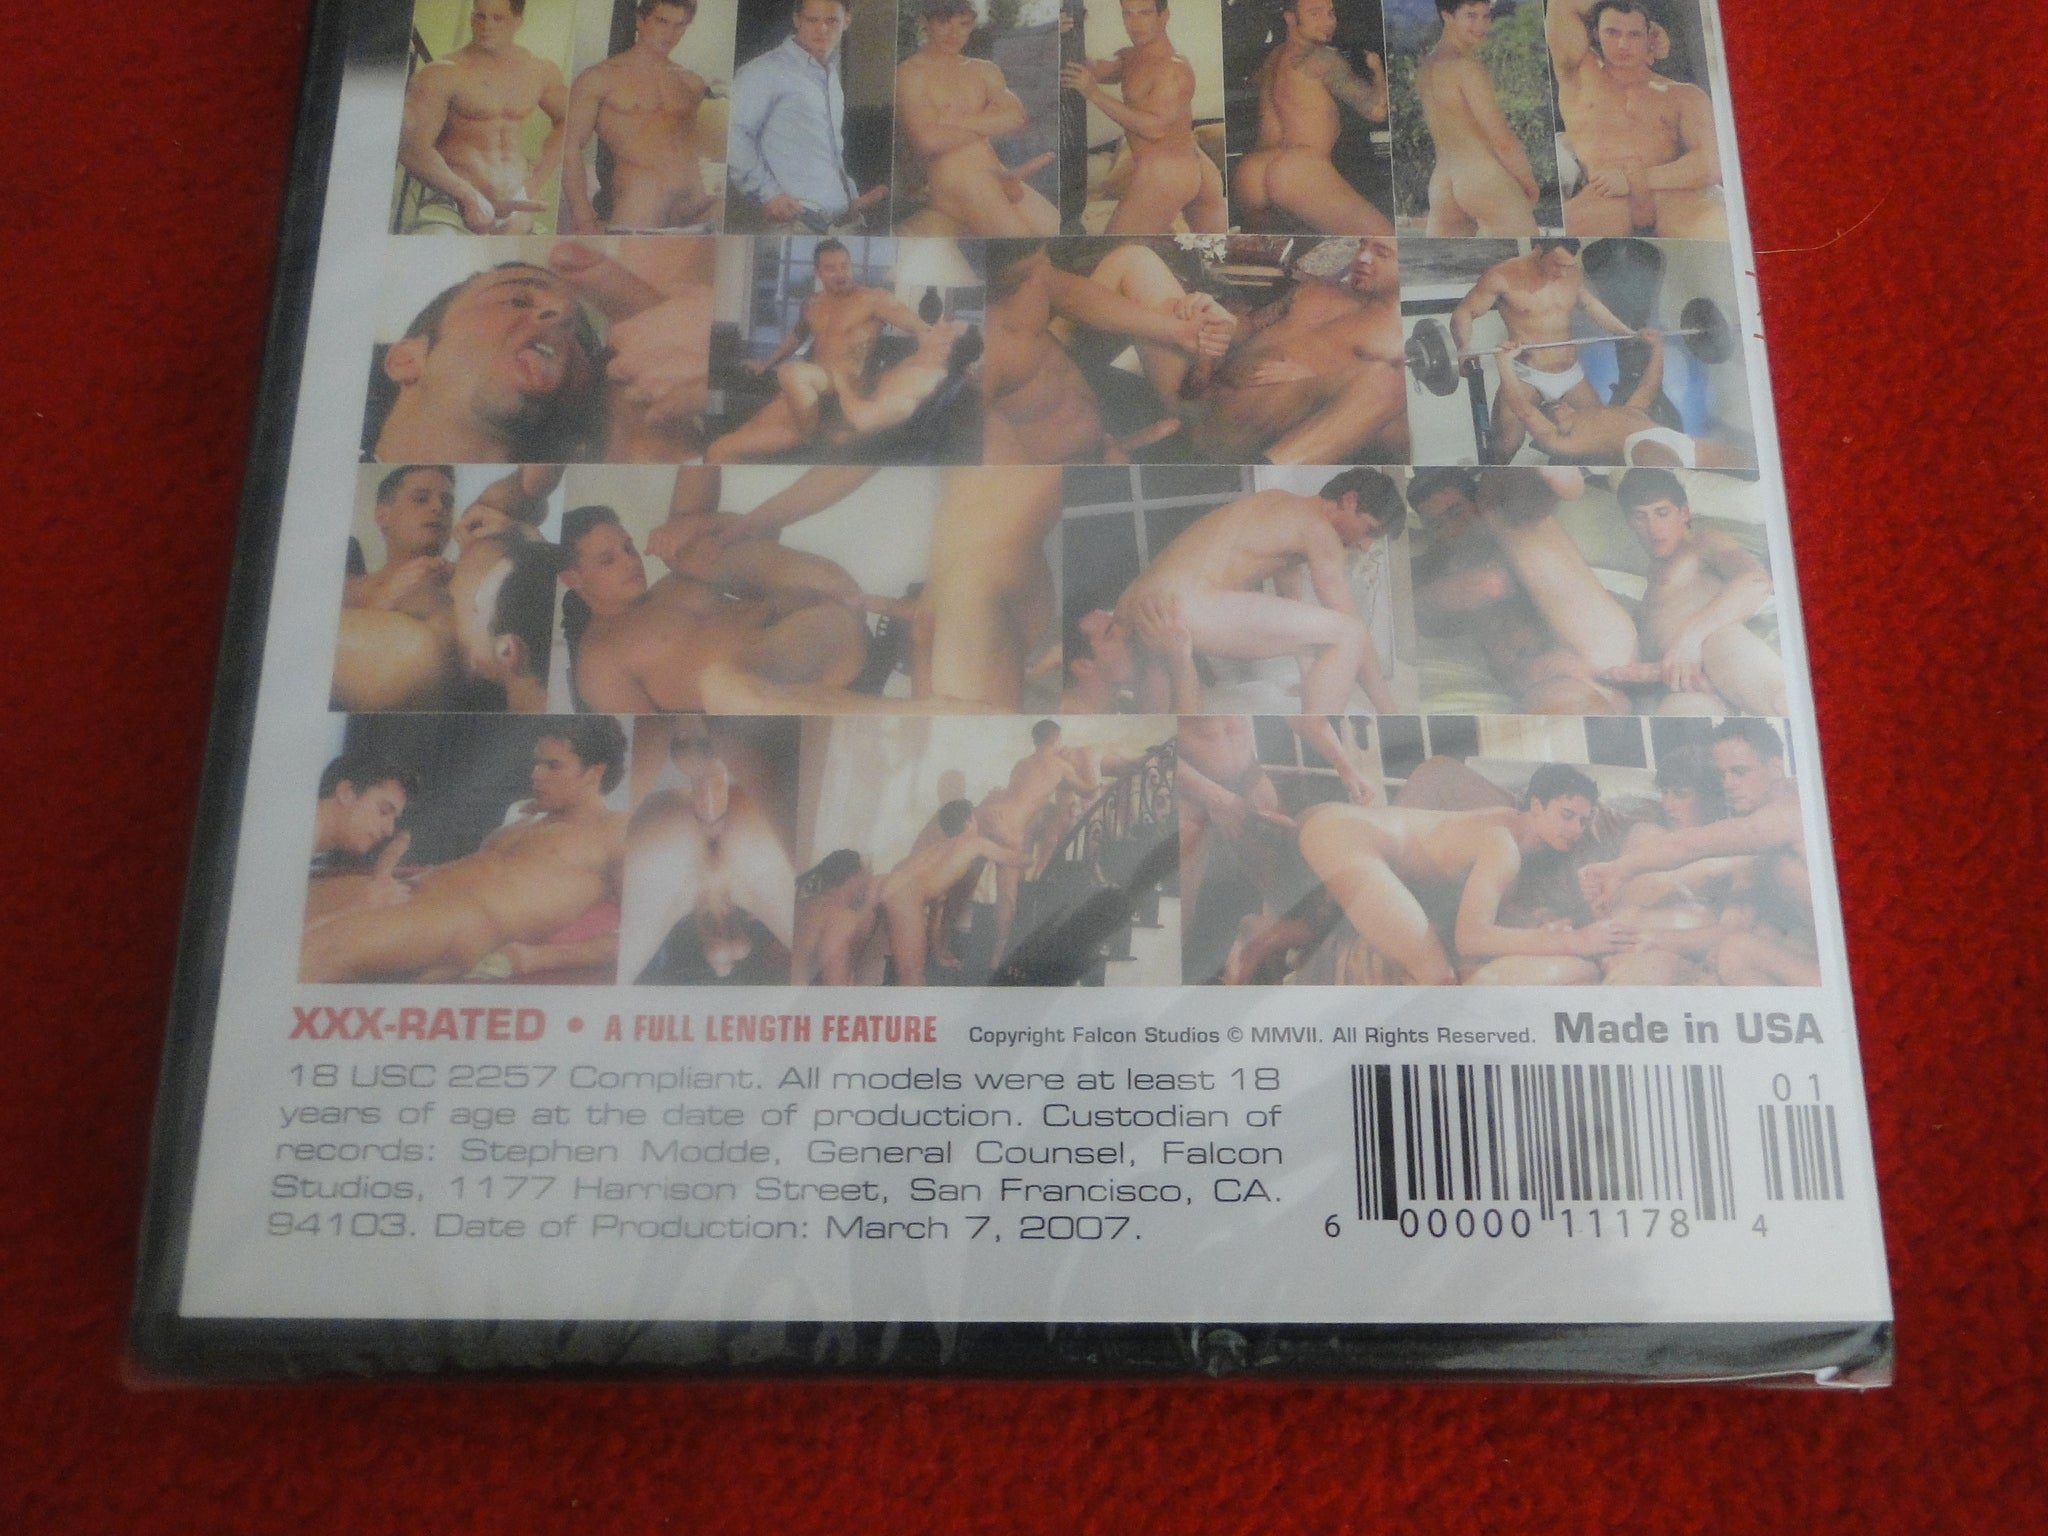 XXX-RATED • A FULL LENGTH FEATURE Copyright Falcon Studios © MMVII. All Rights Reserved. Made in USA
18 USC 2257 Compliant. All models were at least 18
years of age at the date of production. Custodian of
records: Stephen Modde, General Counsel, Falcon
Studios, 1177 Harrison Street, San Francisco, CA.
94103. Date of Production: March 7, 2007.
01
6 00000 11178 4